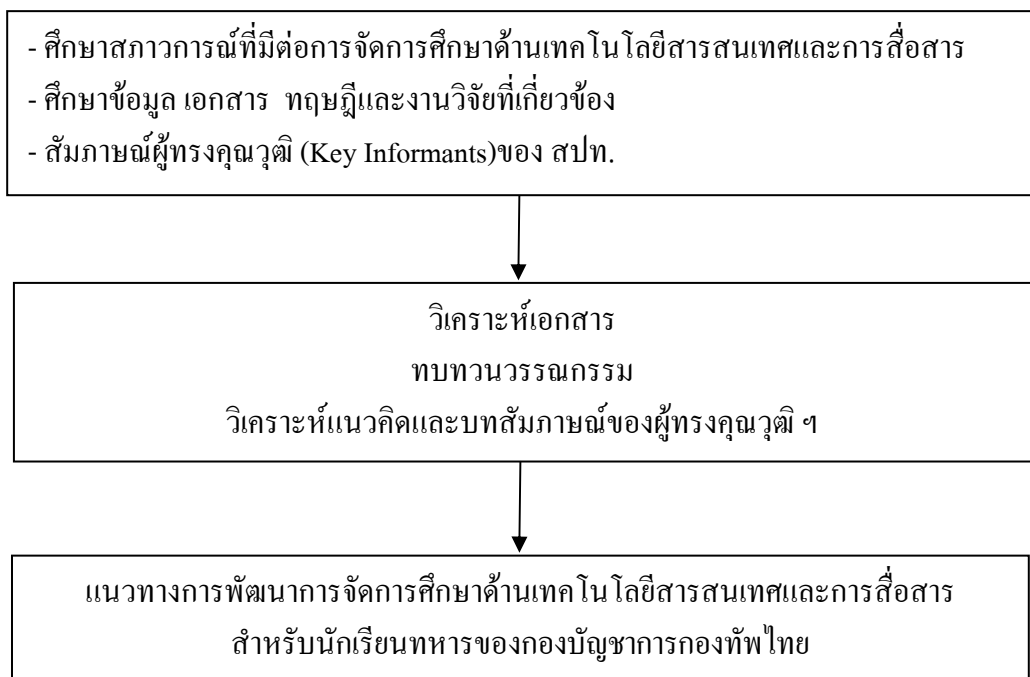 - ศึกษาสภาวการณ์ที่มีต่อการจัดการศึกษาด้านเทคโนโลยีสารสนเทศและการสื่อสาร
- ศึกษาข้อมูล เอกสาร ทฤษฎีและงานวิจัยที่เกี่ยวข้อง
- สัมภาษณ์ผู้ทรงคุณวุฒิ (Key Informants)ของ สปท.
วิเคราะห์เอกสาร
ทบทวนวรรณกรรม
วิเคราะห์แนวคิดและบทสัมภาษณ์ของผู้ทรงคุณวุฒิ ฯ
แนวทางการพัฒนาการจัดการศึกษาด้านเทคโนโลยีสารสนเทศและการสื่อสาร
สำหรับนักเรียนทหารของกองบัญชาการกองทัพไทย